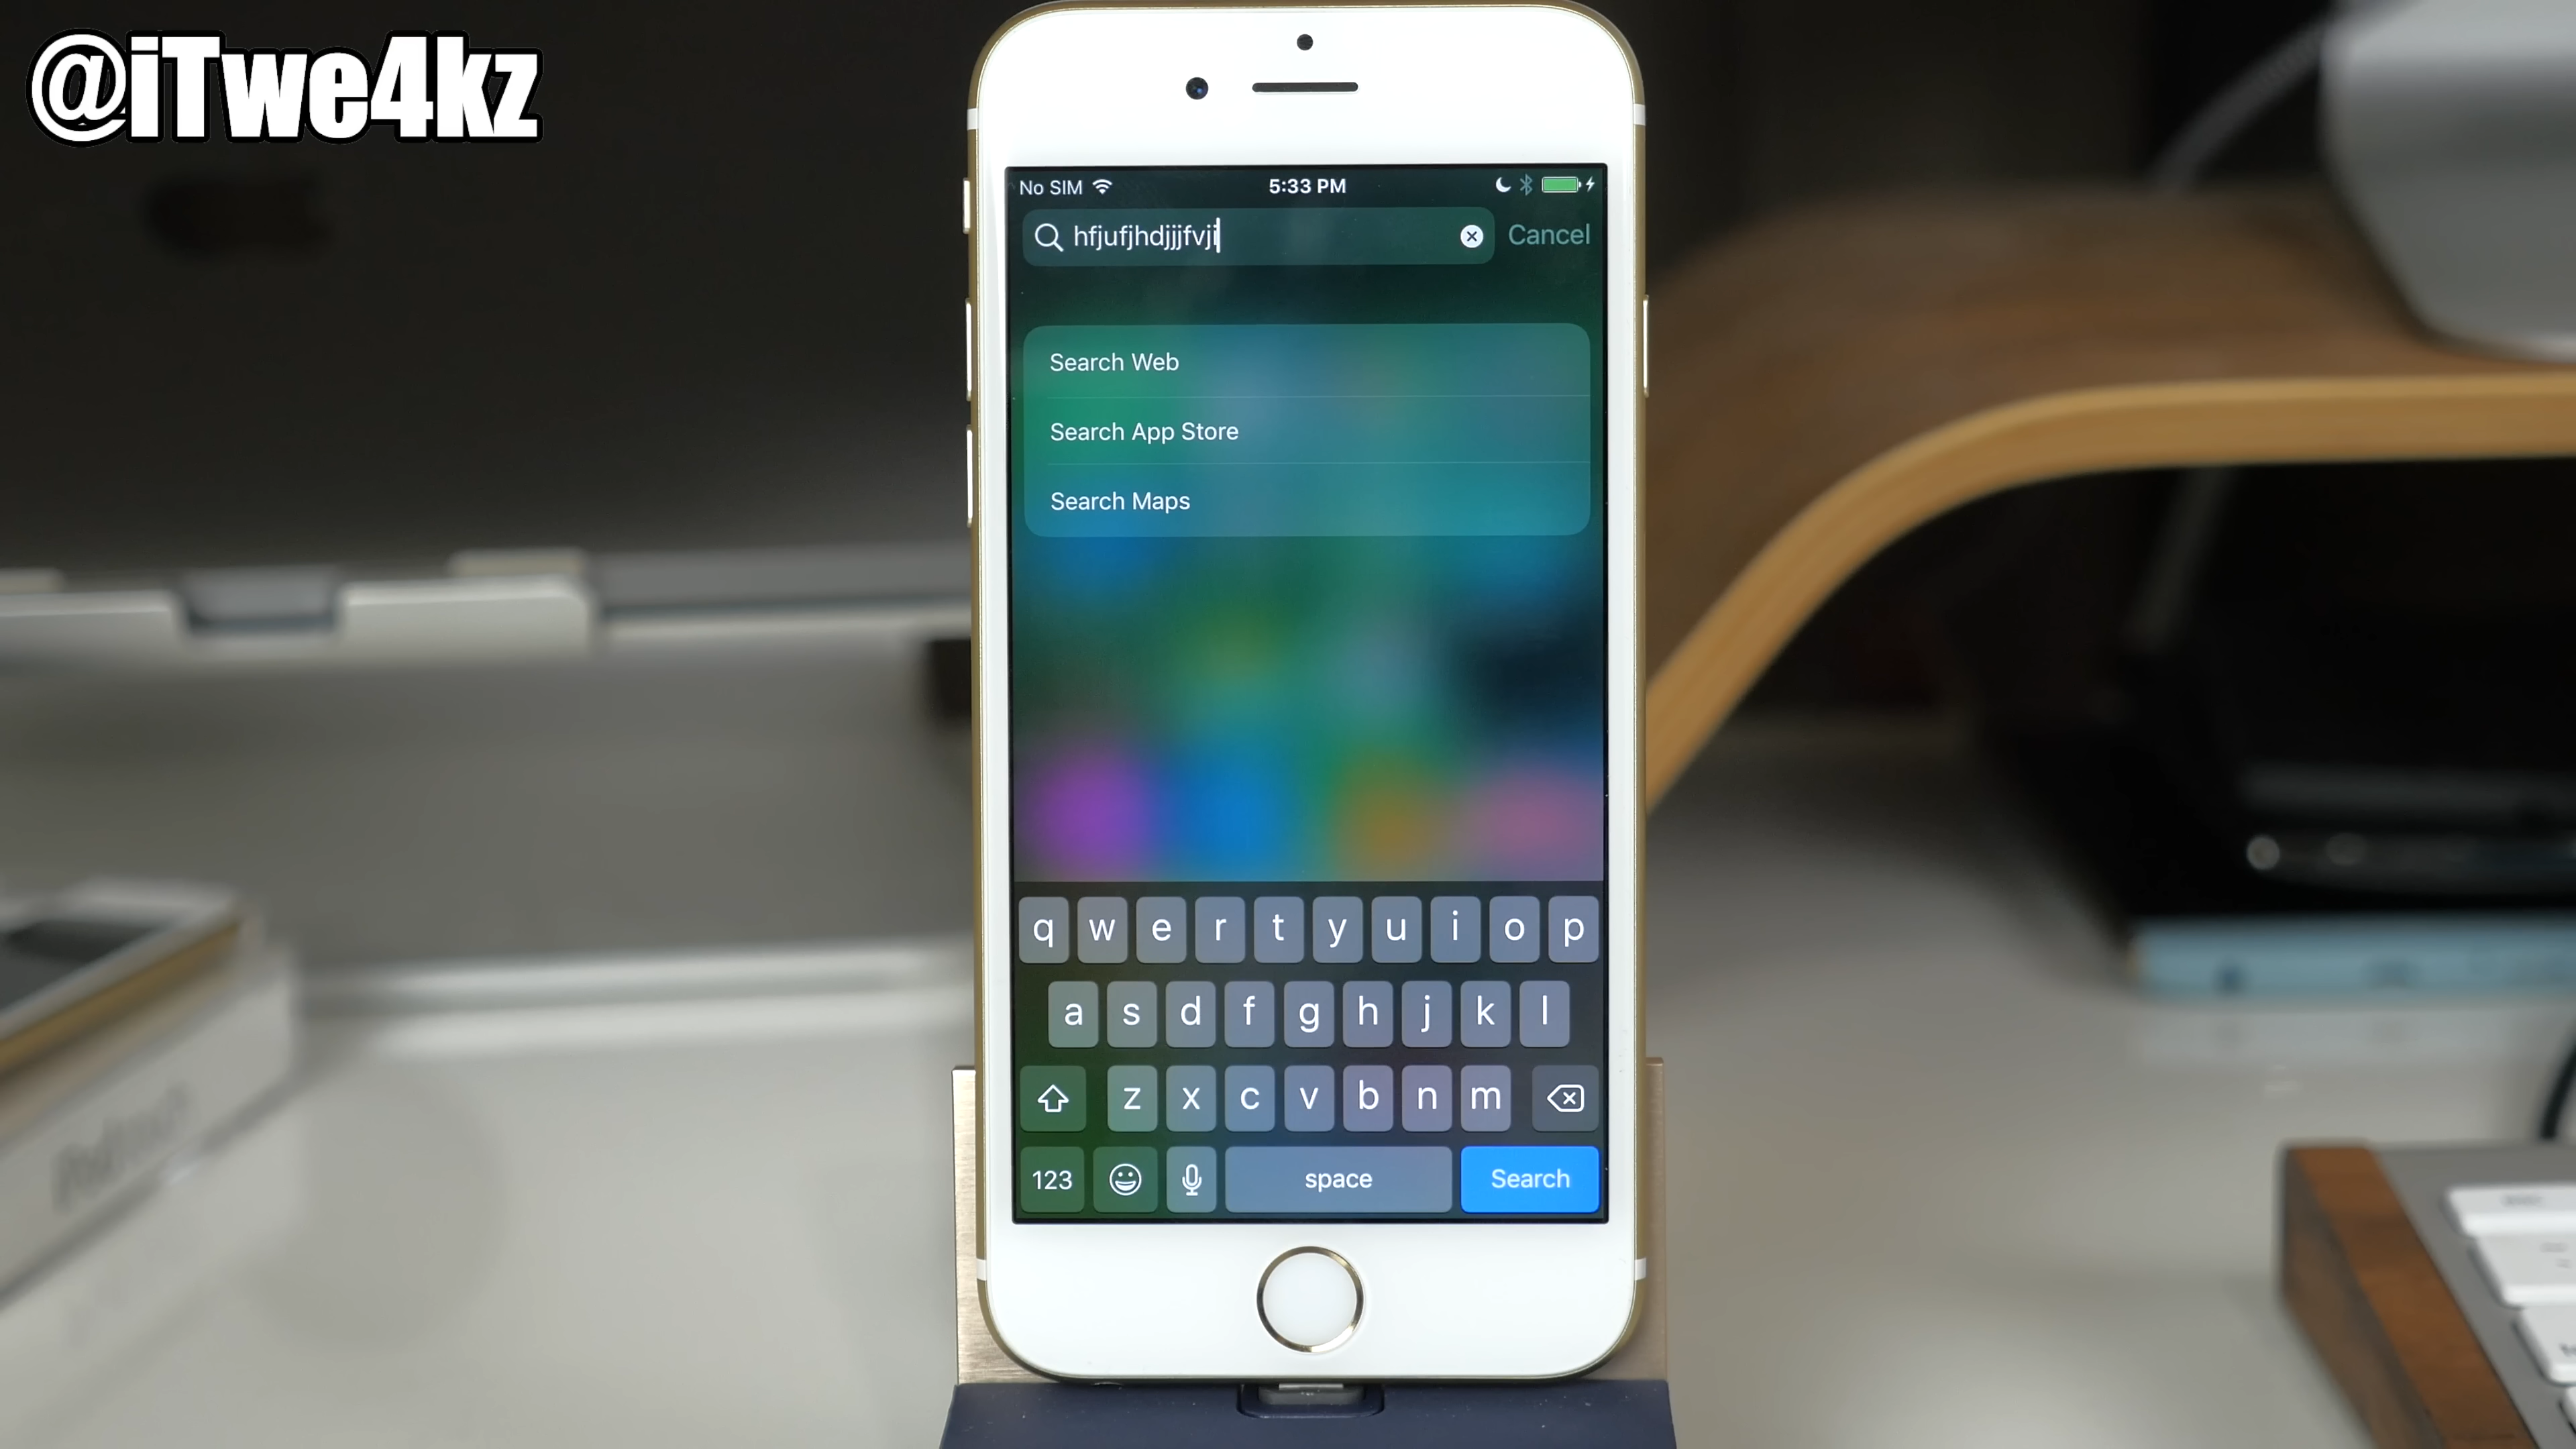 @iTwe4kz
No SIM 5:33 PM
hfjufjhdjjjfvji Cancel
Search Web
Search App Store
Search Maps
q w e r t y u i o p
a s d f g h j k l
z x c v b n m
123 space Search